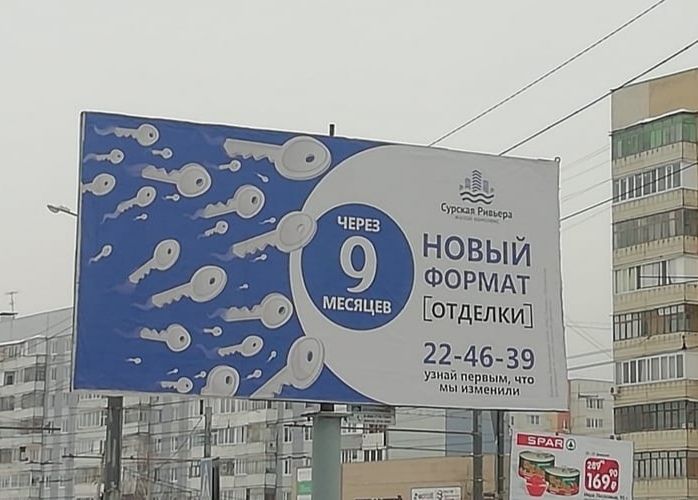 Сурская Ривьера
ЖИЛОЙ КОМПЛЕКС
ЧЕРЕЗ
9
МЕСЯЦЕВ
НОВЫЙ
ФОРМАТ
[ОТДЕЛКИ]
22-46-39
узнай первым, что
мы изменили
SPAR
289
169